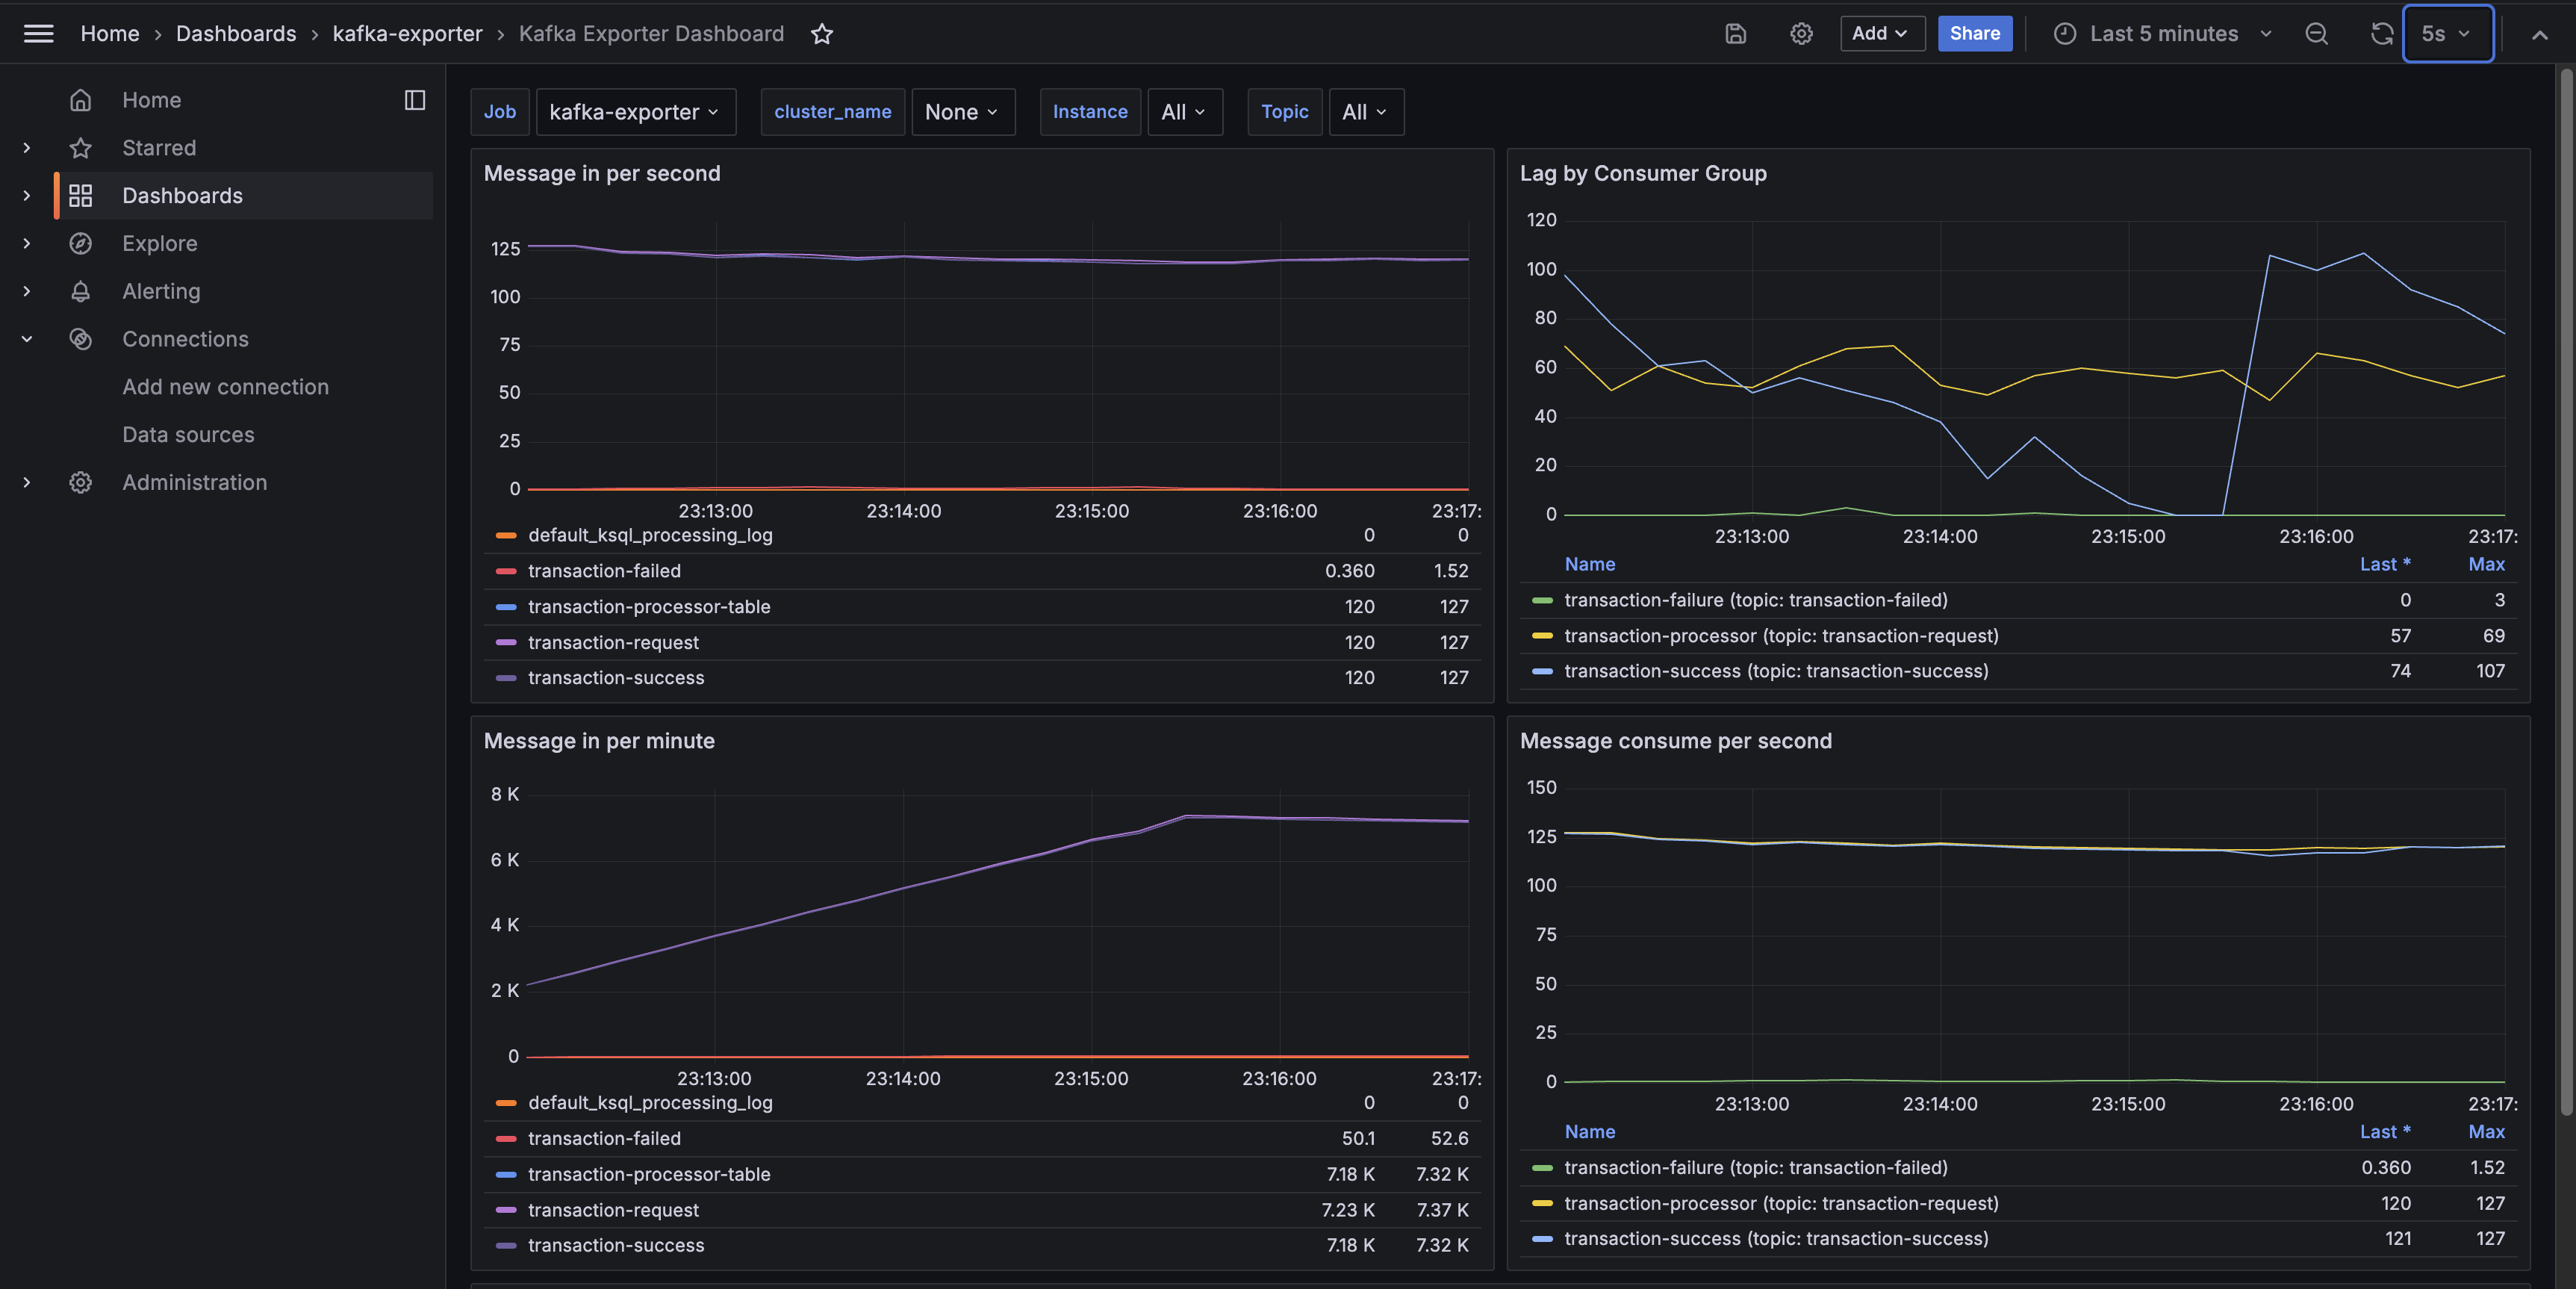 Home › Dashboards › kafka-exporter › Kafka Exporter Dashboard
Add
Share
Last 5 minutes
5s
Home
Starred
Dashboards
Explore
Alerting
Connections
Add new connection
Data sources
Administration
Job kafka-exporter cluster_name None Instance All Topic All
Message in per second
125
100
75
50
25
0
23:13:00 23:14:00 23:15:00 23:16:00 23:17:
default_ksql_processing_log 0 0
transaction-failed 0.360 1.52
transaction-processor-table 120 127
transaction-request 120 127
transaction-success 120 127
Lag by Consumer Group
120
100
80
60
40
20
0
23:13:00 23:14:00 23:15:00 23:16:00 23:17:
Name Last * Max
transaction-failure (topic: transaction-failed) 0 3
transaction-processor (topic: transaction-request) 57 69
transaction-success (topic: transaction-success) 74 107
Message in per minute
8 K
6 K
4 K
2 K
0
23:13:00 23:14:00 23:15:00 23:16:00 23:17:
default_ksql_processing_log 0 0
transaction-failed 50.1 52.6
transaction-processor-table 7.18 K 7.32 K
transaction-request 7.23 K 7.37 K
transaction-success 7.18 K 7.32 K
Message consume per second
150
125
100
75
50
25
0
23:13:00 23:14:00 23:15:00 23:16:00 23:17:
Name Last * Max
transaction-failure (topic: transaction-failed) 0.360 1.52
transaction-processor (topic: transaction-request) 120 127
transaction-success (topic: transaction-success) 121 127